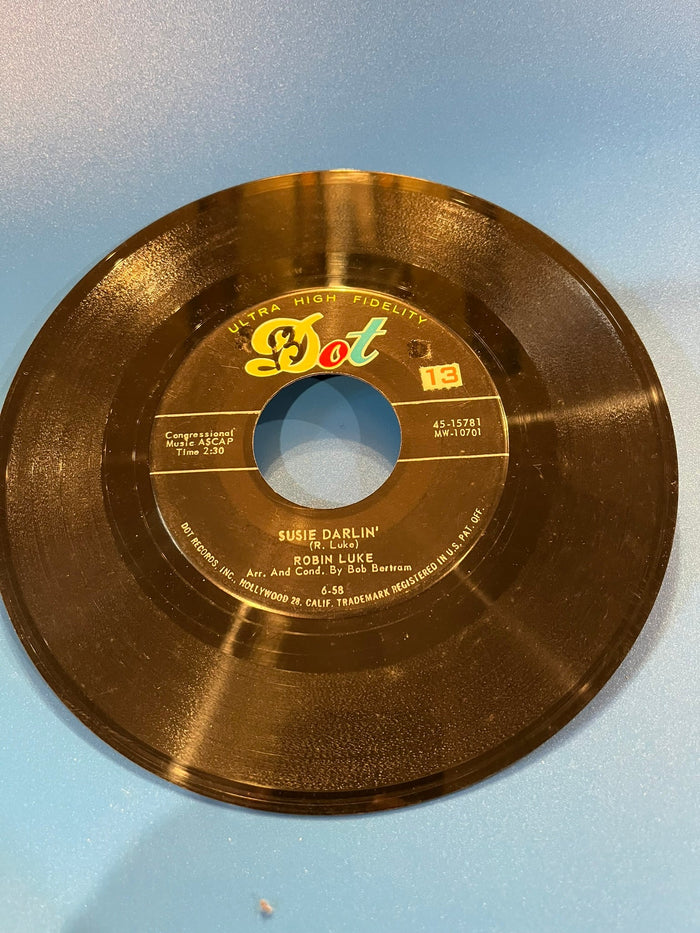 ULTRA HIGH FIDELITY
Dot
13
Congressional
Music ASCAP
Time 2:30
45-15781
MW-10701
SUSIE DARLIN'
(R. Luke)
ROBIN LUKE
Arr. And Cond. By Bob Bertram
6-58
DOT RECORDS, INC. HOLLYWOOD 28, CALIF. TRADEMARK REGISTERED IN U.S. PAT. OFF.